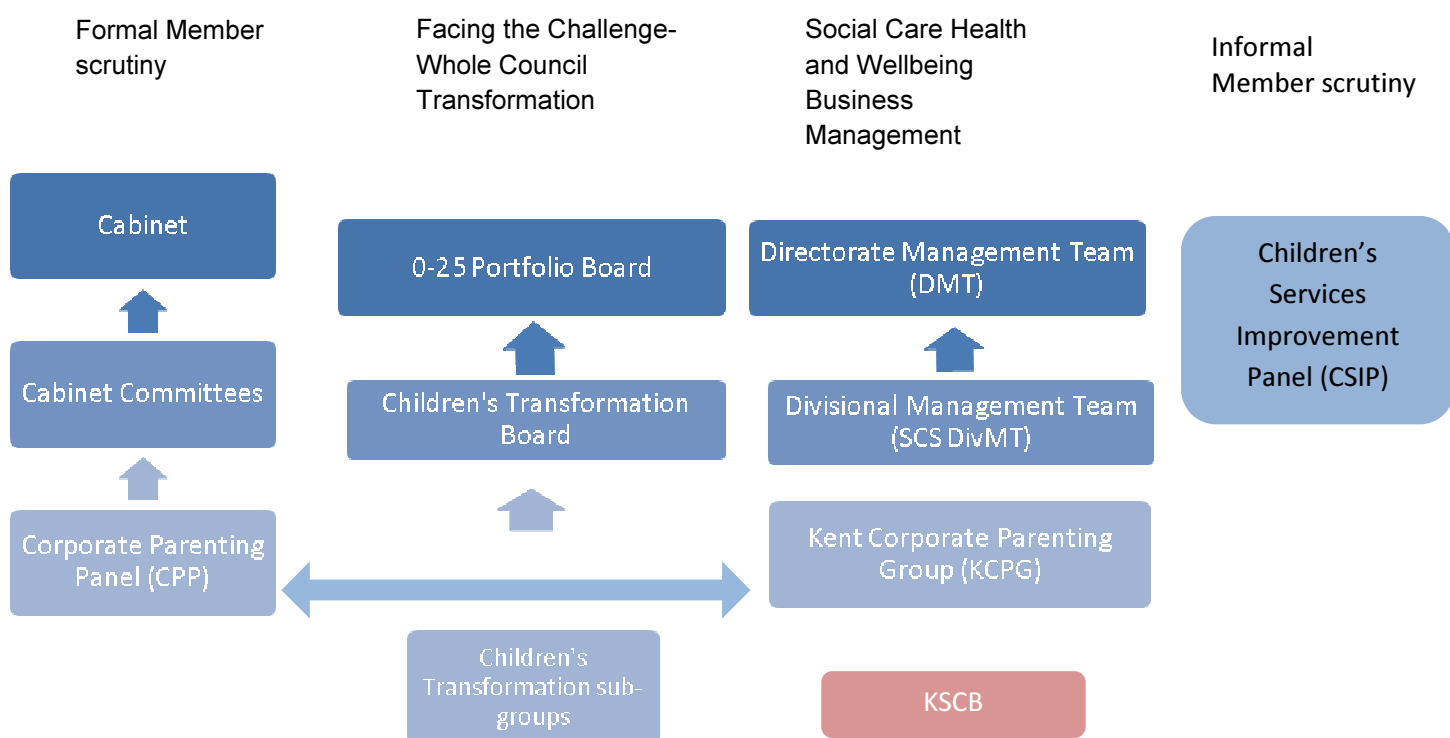 Formal Member
scrutiny
Facing the Challenge-
Whole Council
Transformation
Social Care Health
and Wellbeing
Business
Management
Informal
Member scrutiny
Cabinet
Cabinet Committees
Corporate Parenting
Panel (CPP)
0-25 Portfolio Board
Children's Transformation
Board
Children's
Transformation sub-
groups
Directorate Management Team
(DMT)
Divisional Management Team
(SCS DivMT)
Kent Corporate Parenting
Group (KCPG)
KSCB
Children’s
Services
Improvement
Panel (CSIP)